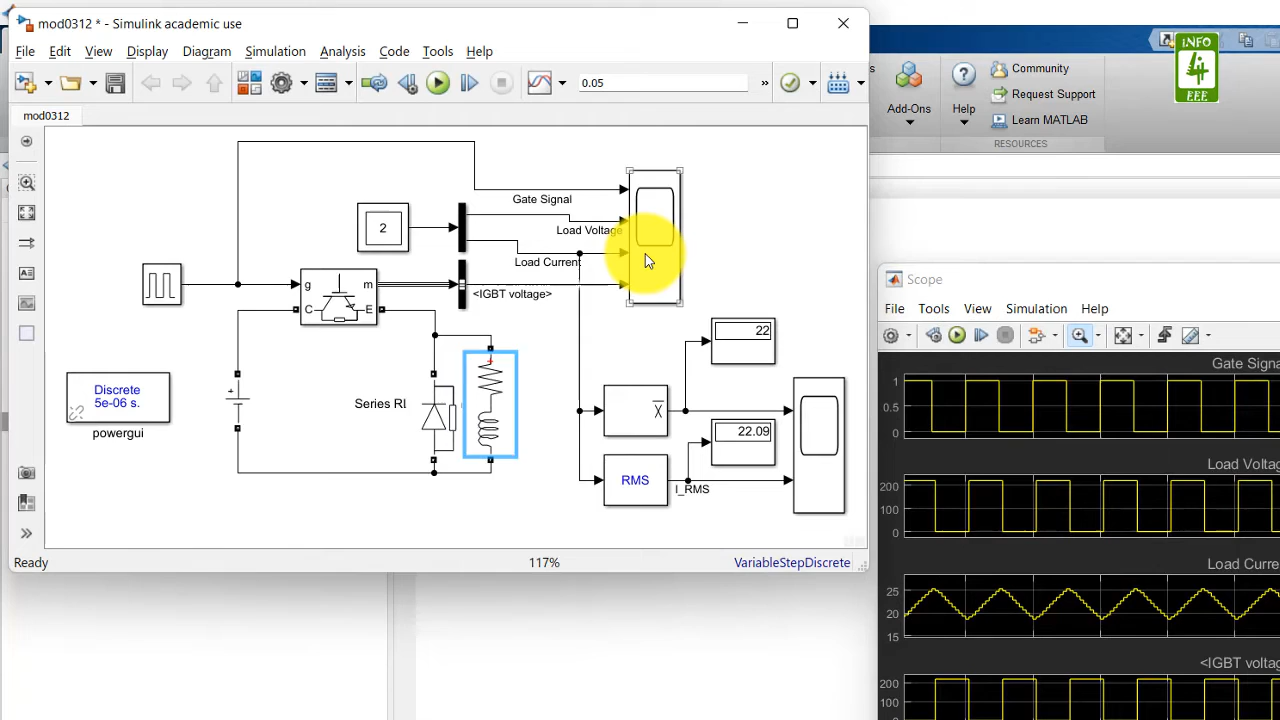 mod0312 * - Simulink academic use
File Edit View Display Diagram Simulation Analysis Code Tools Help
0.05
»
mod0312
Gate Signal
2
Load Voltage
Load Current
g
m
<IGBT voltage>
C
E
22
Discrete
5e-06 s.
powergui
+
Series Rl
+
22.09
RMS
I_RMS
Ready
117%
VariableStepDiscrete
INFO
4
EEE
Add-Ons
Help
Community
Request Support
Learn MATLAB
RESOURCES
Scope
File Tools View Simulation Help
Gate Signa
1
0.5
0
Load Voltag
200
100
0
Load Curre
25
20
15
<IGBT voltag
200
100